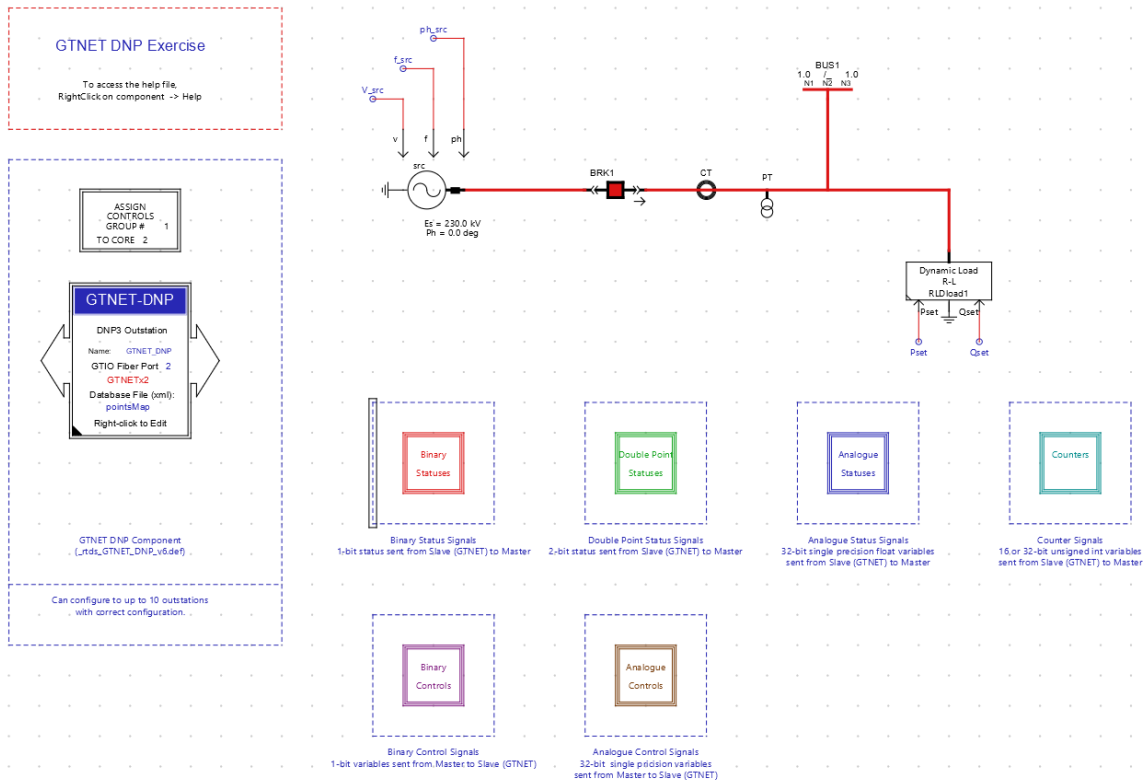 GTNET DNP Exercise
To access the help file,
RightClick on component -> Help
ASSIGN
CONTROLS
GROUP # 1
TO CORE 2
GTNET-DNP
DNP3 Outstation
Name: GTNET_DNP
GTIO Fiber Port 2
GTNETx2
Database File (xml):
pointsMap
Right-click to Edit
GTNET DNP Component
(_rtds_GTNET_DNP_v6.def)
Can configure to up to 10 outstations
with correct configuration.
ph_src
f_src
V_src
v f ph
src
Es = 230.0 kV
Ph = 0.0 deg
BRK1
CT
PT
BUS1
1.0 /_ 1.0
N1 N2 N3
Dynamic Load
R-L
RLDload1
Pset Qset
Pset Qset
Binary
Statuses
Binary Status Signals
1-bit status sent from Slave (GTNET) to Master
Double Point
Statuses
Double Point Status Signals
2-bit status sent from Slave (GTNET) to Master
Analogue
Statuses
Analogue Status Signals
32-bit single precision float variables
sent from Slave (GTNET) to Master
Counters
Counter Signals
16 or 32-bit unsigned int variables
sent from Slave (GTNET) to Master
Binary
Controls
Binary Control Signals
1-bit variables sent from Master to Slave (GTNET)
Analogue
Controls
Analogue Control Signals
32-bit single pricision variables
sent from Master to Slave (GTNET)